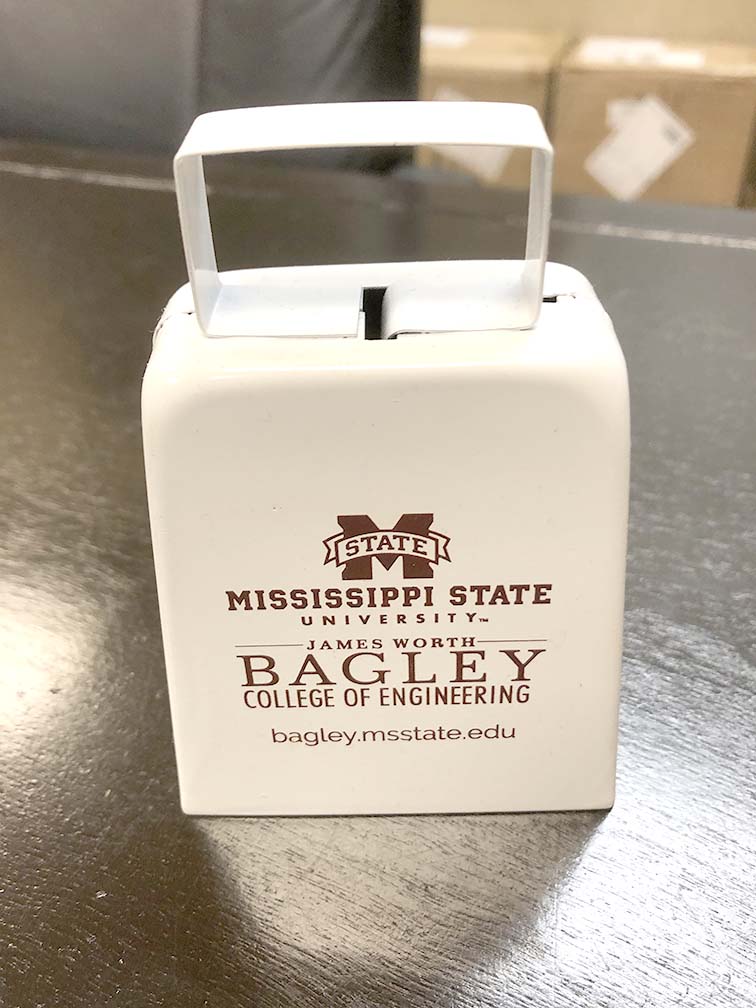 STATE
MISSISSIPPI STATE
UNIVERSITY™
JAMES WORTH
BAGLEY
COLLEGE OF ENGINEERING
bagley.msstate.edu